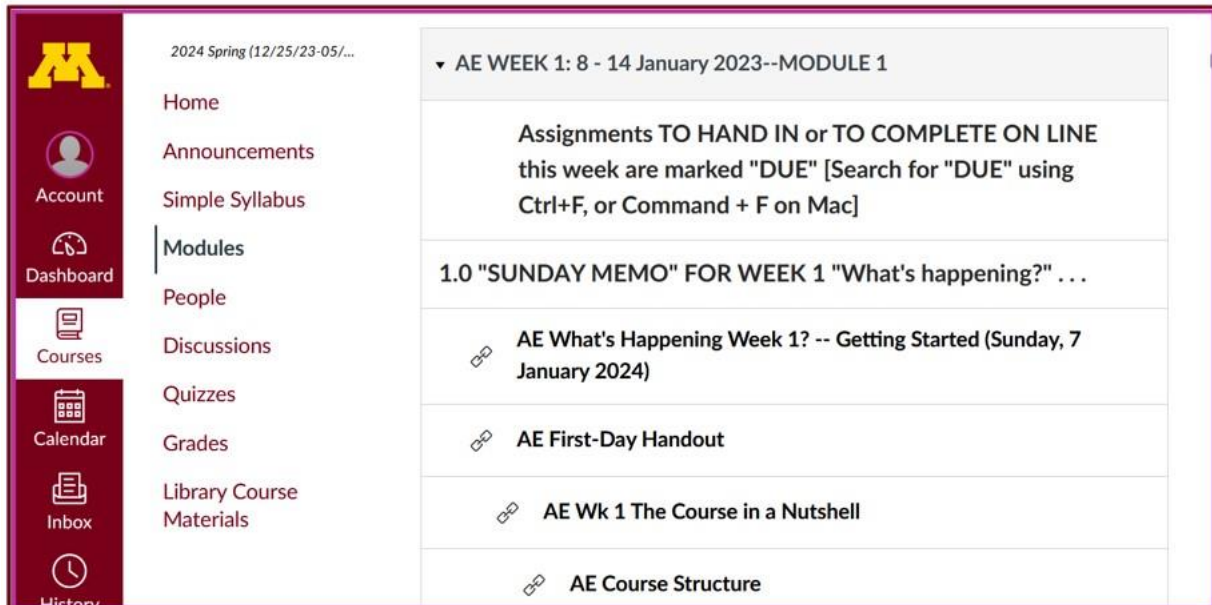 M
Account
Dashboard
Courses
Calendar
Inbox
History
2024 Spring (12/25/23-05/...
Home
Announcements
Simple Syllabus
Modules
People
Discussions
Quizzes
Grades
Library Course
Materials
AE WEEK 1: 8 - 14 January 2023--MODULE 1
Assignments TO HAND IN or TO COMPLETE ON LINE
this week are marked "DUE" [Search for "DUE" using
Ctrl+F, or Command + F on Mac]
1.0 "SUNDAY MEMO" FOR WEEK 1 "What's happening?" . . .
AE What's Happening Week 1? -- Getting Started (Sunday, 7
January 2024)
AE First-Day Handout
AE Wk 1 The Course in a Nutshell
AE Course Structure